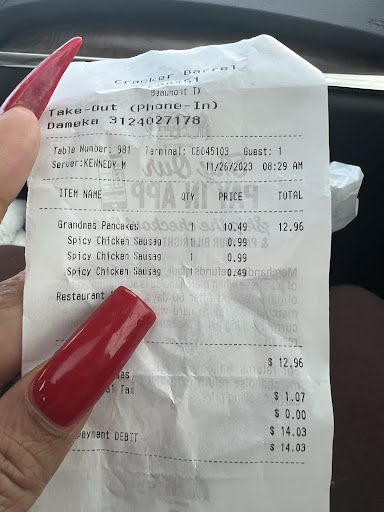 Cracker Barrel
Beaumont T)
Take-Out (Phone-In)
Dameka 3124027178
Table Number: 981 Terminal: CBC45103 Guest: 1
Server:KENNEDY M 11/26/2023 08:29 AM
ITEM NAME QTY PRICE TOTAL
Grandmas Pancakes 1 10.49 12.96
Spicy Chicken Sausag 1 0.99
Spicy Chicken Sausag 1 0.99
Spicy Chicken Sausag 1 0.49
Restaurant
$ 12.96
Tax $ 1.07
$ 0.00
$ 14.03
ayment DEBIT $ 14.03